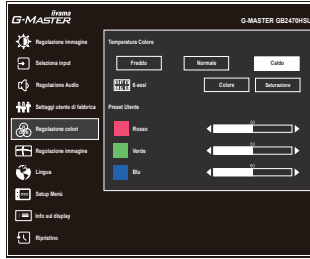 iiyama
G-MASTER
G-MASTER GB2470HSU
Regolazione immagine
Seleziona input
Regolazione Audio
Settaggi utente di fabbrica
Regolazione colori
Regolazione immagine
Lingua
Setup Menù
Info sul display
Ripristino
Temperatura Colore
Freddo
Normale
Caldo
6-assi
Colore
Saturazione
Preset Utente
Rosso
50
Verde
50
Blu
50